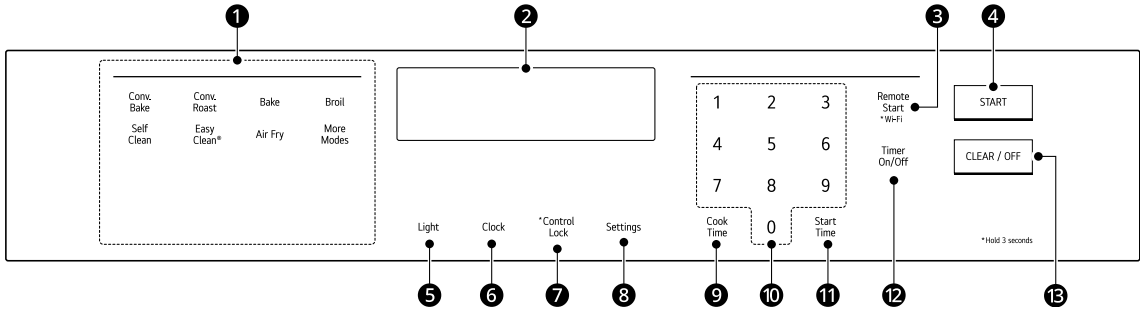 1
2
3
4
Conv.
Bake
Conv.
Roast
Bake
Broil
Self
Clean
Easy
Clean®
Air Fry
More
Modes
1 2 3
4 5 6
7 8 9
0
Remote
Start
*Wi-Fi
Timer
On/Off
START
CLEAR / OFF
Light
Clock
*Control
Lock
Settings
Cook
Time
Start
Time
*Hold 3 seconds
5
6
7
8
9
10
11
12
13